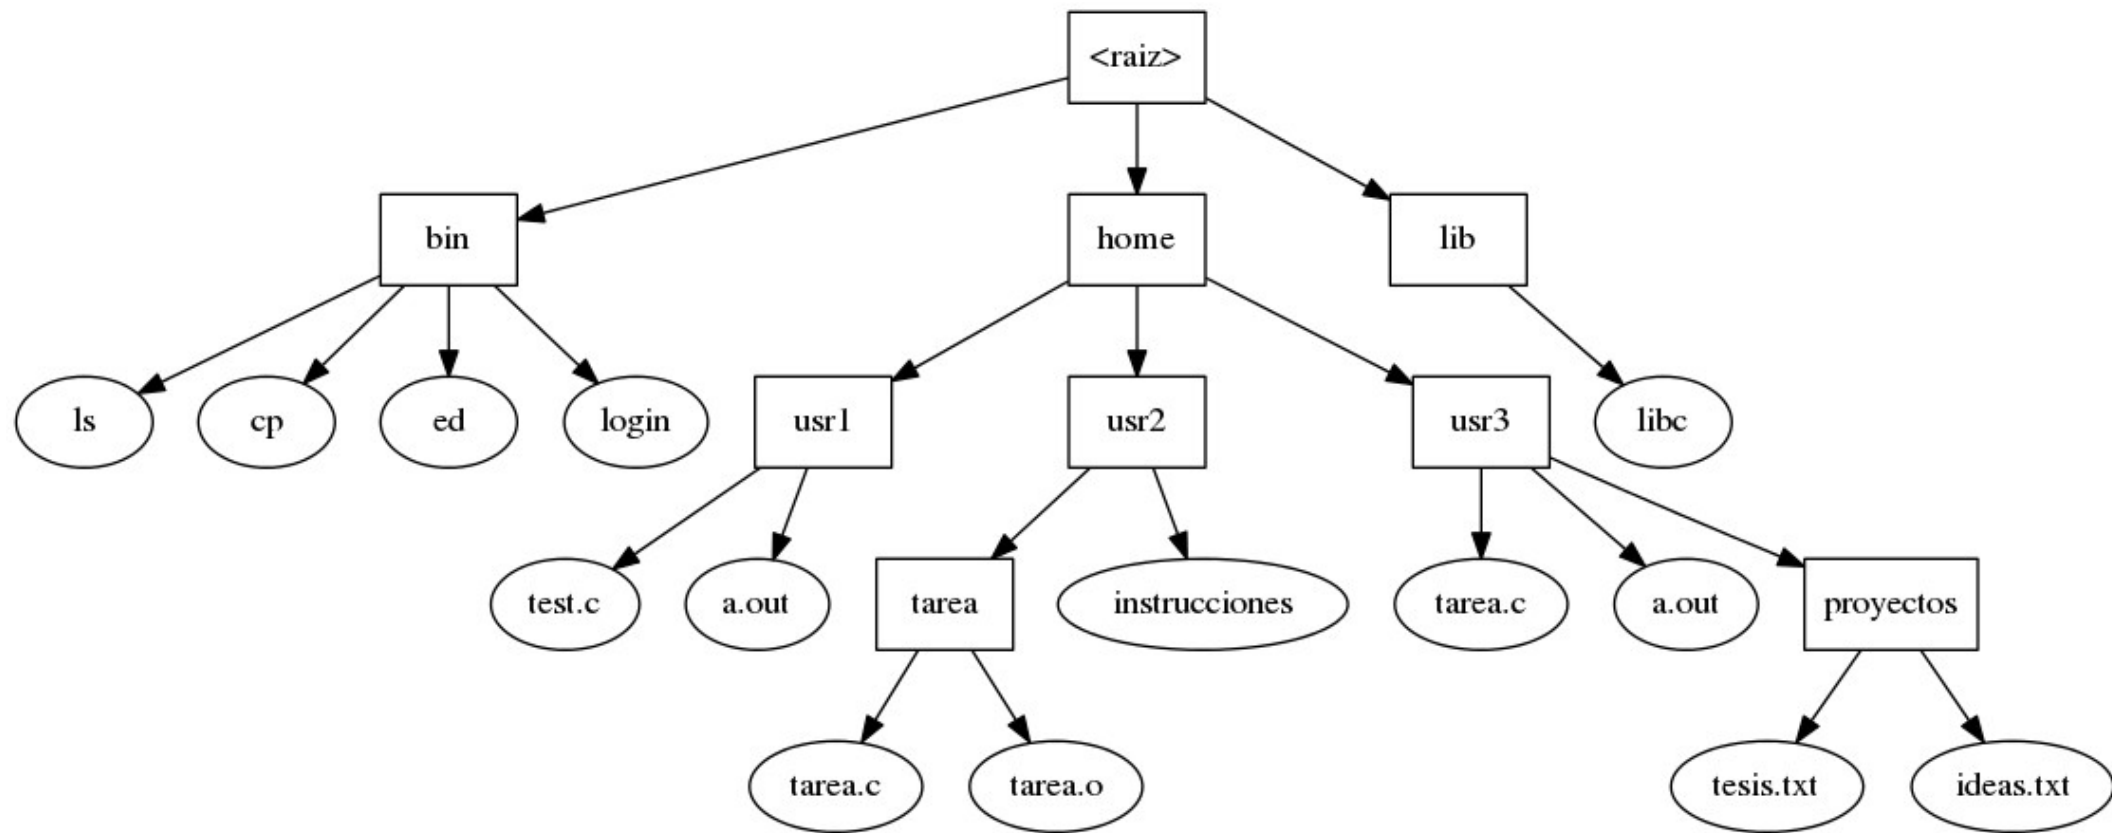 <raiz>
bin
home
lib
ls
cp
ed
login
usr1
usr2
usr3
libc
test.c
a.out
tarea
instrucciones
tarea.c
a.out
proyectos
tarea.c
tarea.o
tesis.txt
ideas.txt